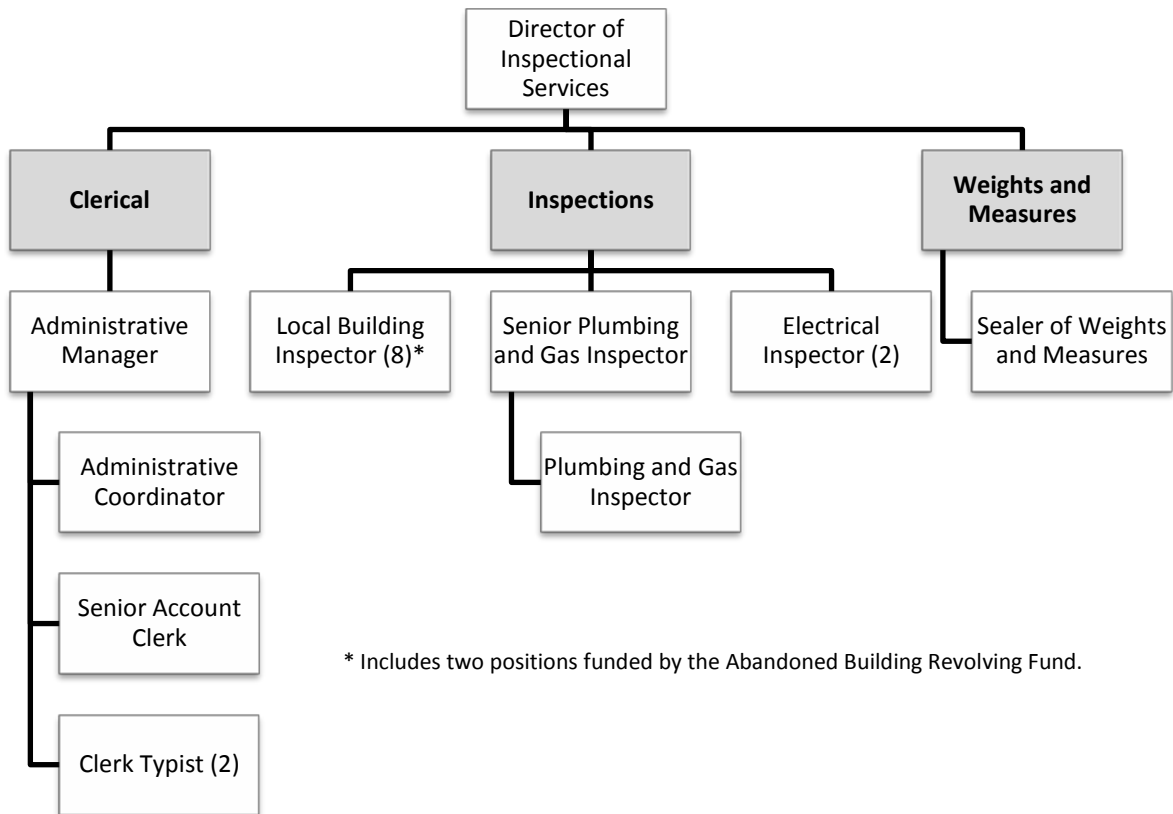 Director of
Inspectional
Services
Clerical
Inspections
Weights and
Measures
Administrative
Manager
Local Building
Inspector (8)*
Senior Plumbing
and Gas Inspector
Electrical
Inspector (2)
Sealer of Weights
and Measures
Administrative
Coordinator
Plumbing and Gas
Inspector
Senior Account
Clerk
* Includes two positions funded by the Abandoned Building Revolving Fund.
Clerk Typist (2)